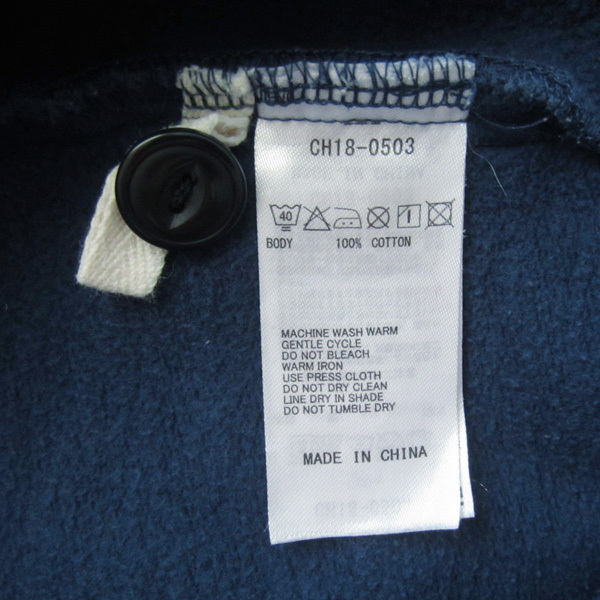 CH18-0503
40
BODY 100% COTTON
MACHINE WASH WARM
GENTLE CYCLE
DO NOT BLEACH
WARM IRON
USE PRESS CLOTH
DO NOT DRY CLEAN
LINE DRY IN SHADE
DO NOT TUMBLE DRY
MADE IN CHINA